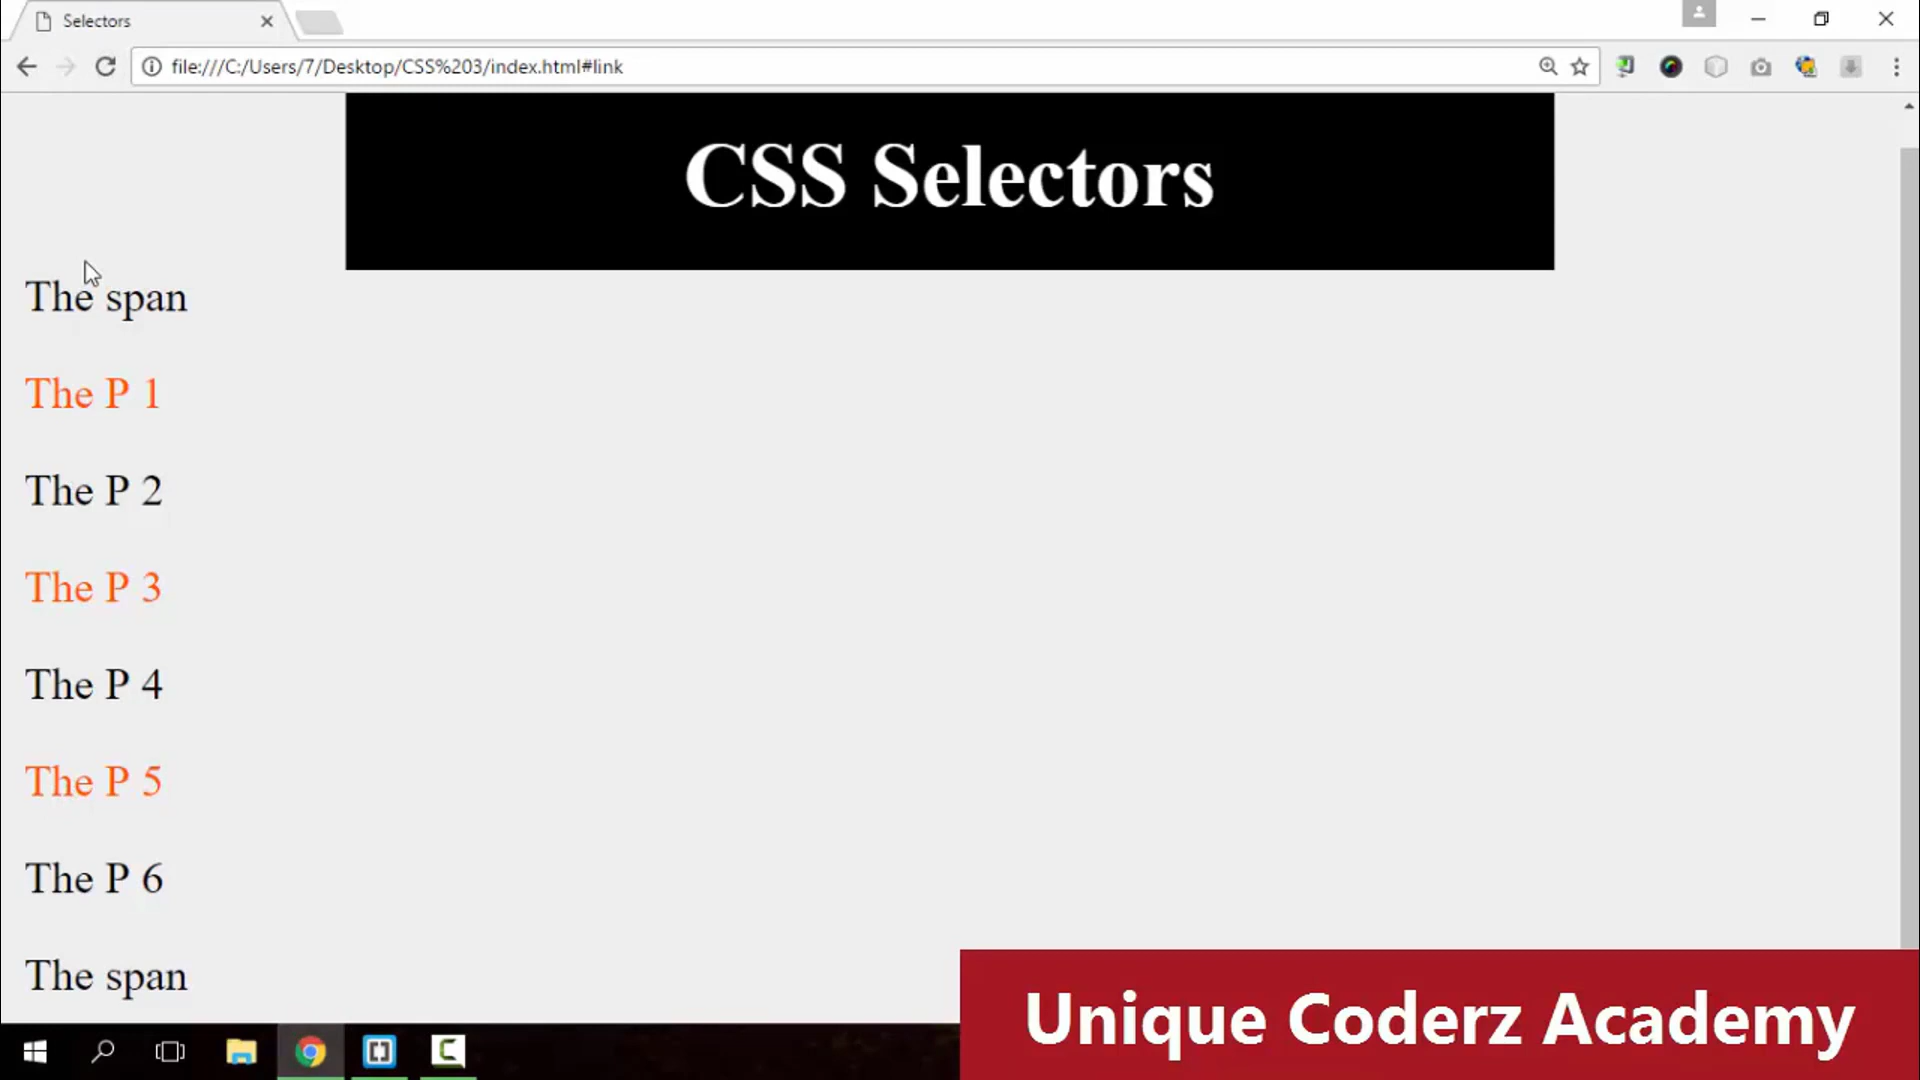 Selectors
file:///C:/Users/7/Desktop/CSS%203/index.html#link
CSS Selectors
The span
The P 1
The P 2
The P 3
The P 4
The P 5
The P 6
The span
Unique Coderz Academy